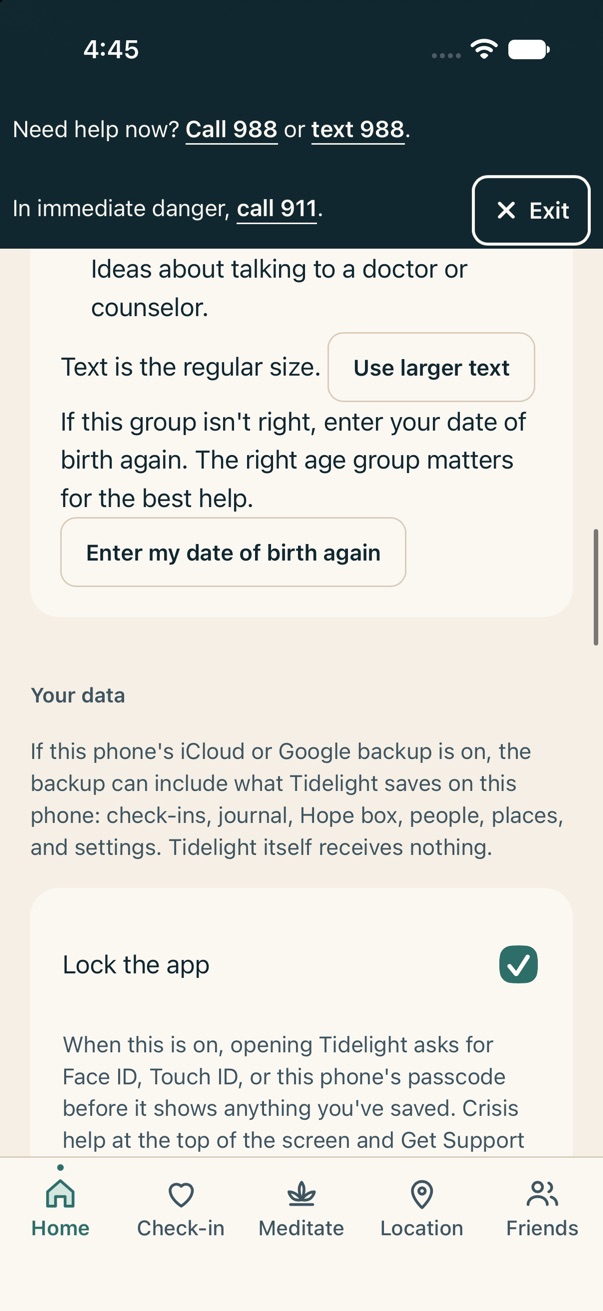 4:45
Need help now? Call 988 or text 988.
In immediate danger, call 911.
Exit
Ideas about talking to a doctor or
counselor.
Text is the regular size.
Use larger text
If this group isn't right, enter your date of
birth again. The right age group matters
for the best help.
Enter my date of birth again
Your data
If this phone's iCloud or Google backup is on, the
backup can include what Tidelight saves on this
phone: check-ins, journal, Hope box, people, places,
and settings. Tidelight itself receives nothing.
Lock the app
When this is on, opening Tidelight asks for
Face ID, Touch ID, or this phone's passcode
before it shows anything you've saved. Crisis
help at the top of the screen and Get Support
Home
Check-in
Meditate
Location
Friends